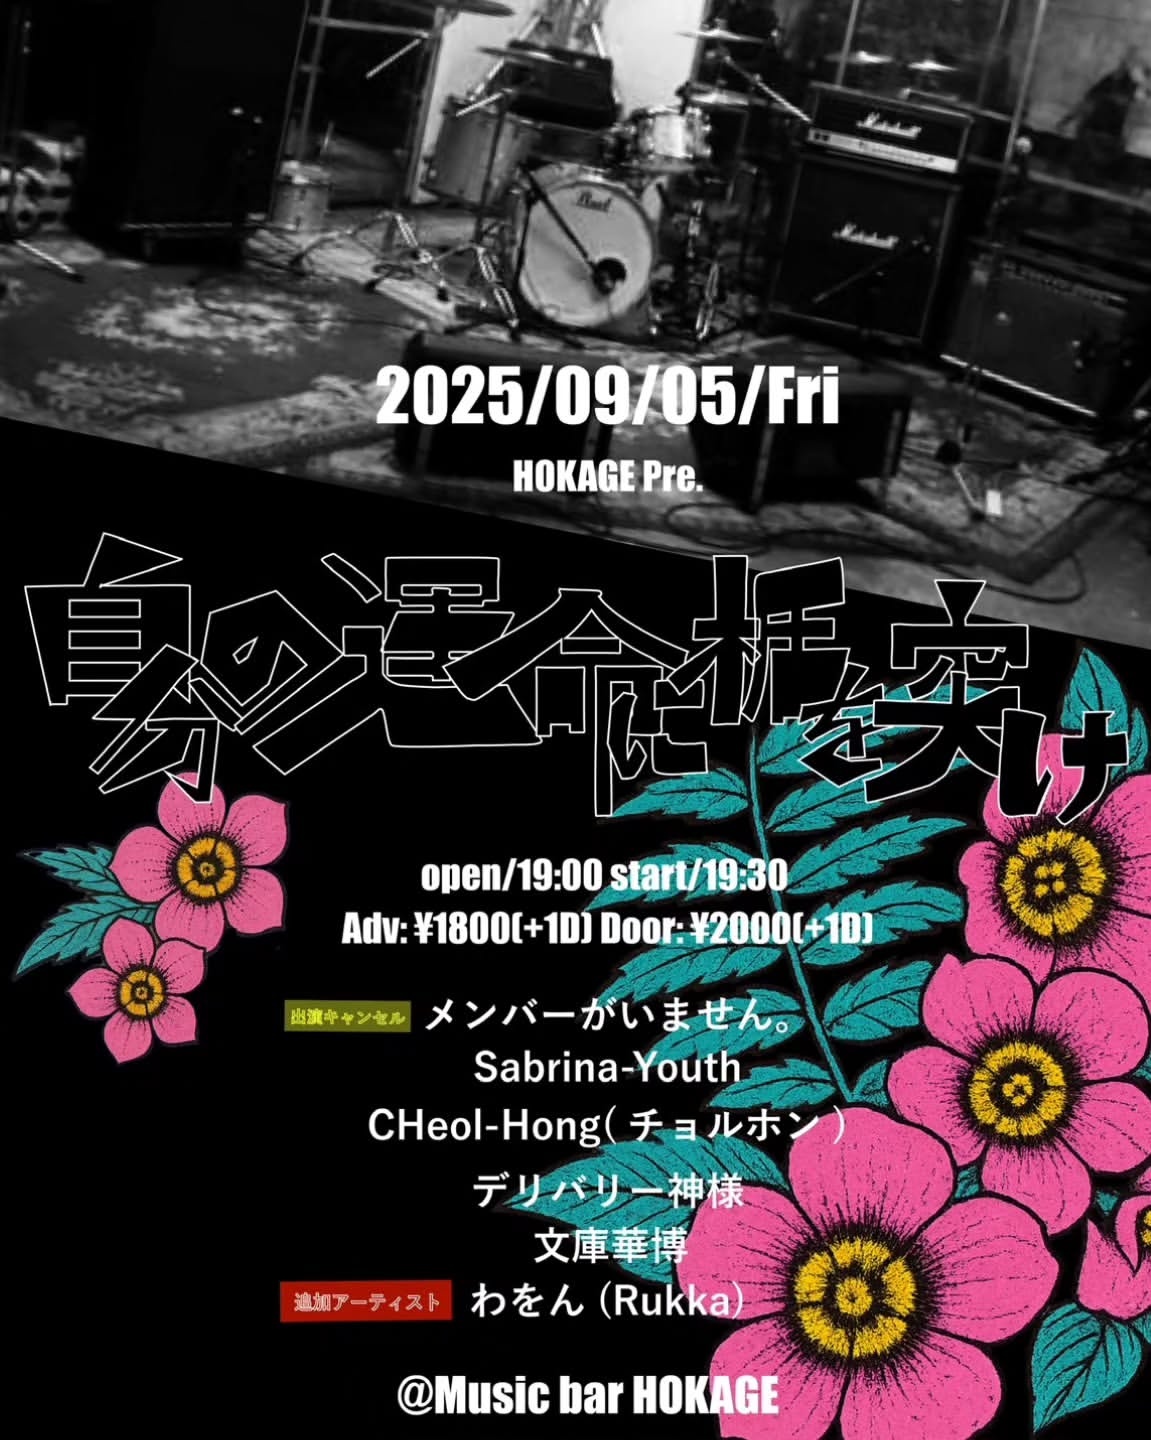 Marshall
Pearl
Marshall
2025/09/05/Fri
HOKAGE Pre.
自分の運命に梃を突け
open/19:00 start/19:30
Adv: ¥1800(+1D) Door: ¥2000(+1D)
出演キャンセル メンバーがいません。
Sabrina-Youth
CHeol-Hong( チョルホン )
デリバリー神様
文庫華博
追加アーティスト わをん (Rukka)
@Music bar HOKAGE